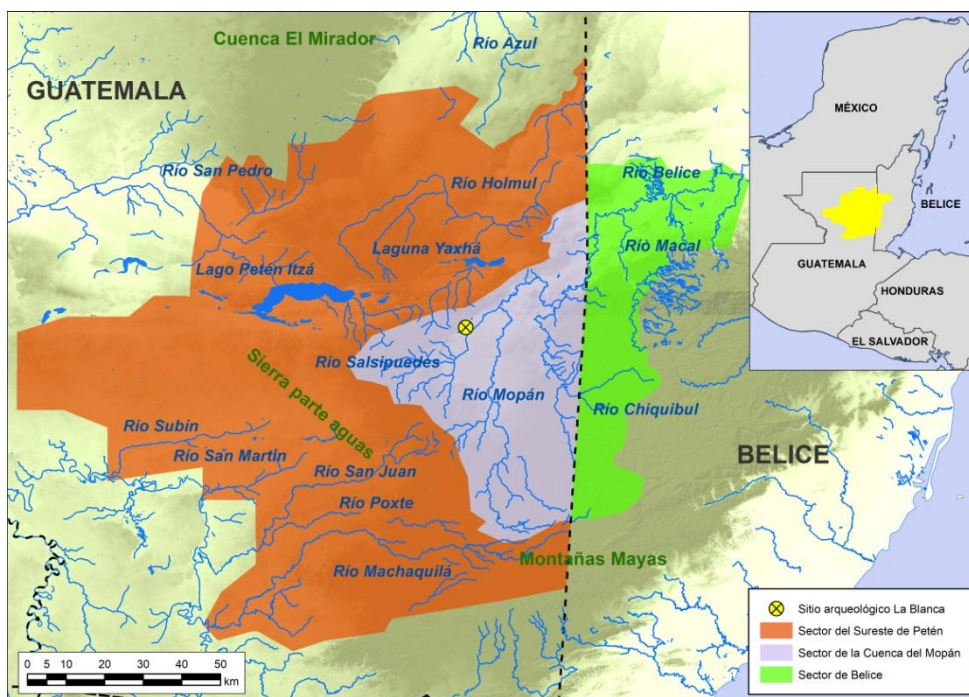 Cuenca El Mirador
Río Azul
GUATEMALA
Río San Pedro
Río Holmul
Río Belice
Laguna Yaxhá
Río Macal
Lago Petén Itzá
Río Salsipuedes
Río Mopán
Río Chiquibul
Sierra parte aguas
Río Subín
Río San Martín
Río San Juan
BELICE
Río Poxte
Río Machaquilá
Montañas Mayas
MÉXICO
BELICE
GUATEMALA
HONDURAS
EL SALVADOR
Sitio arqueológico La Blanca
Sector del Sureste de Petén
Sector de la Cuenca del Mopán
Sector de Belice
0 5 10 20 30 40 50
km